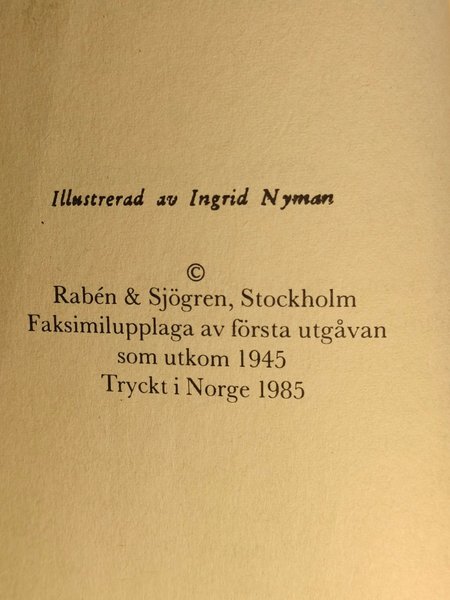 Illustrerad av Ingrid Nyman
©
Rabén & Sjögren, Stockholm
Faksimilupplaga av första utgåvan
som utkom 1945
Tryckt i Norge 1985